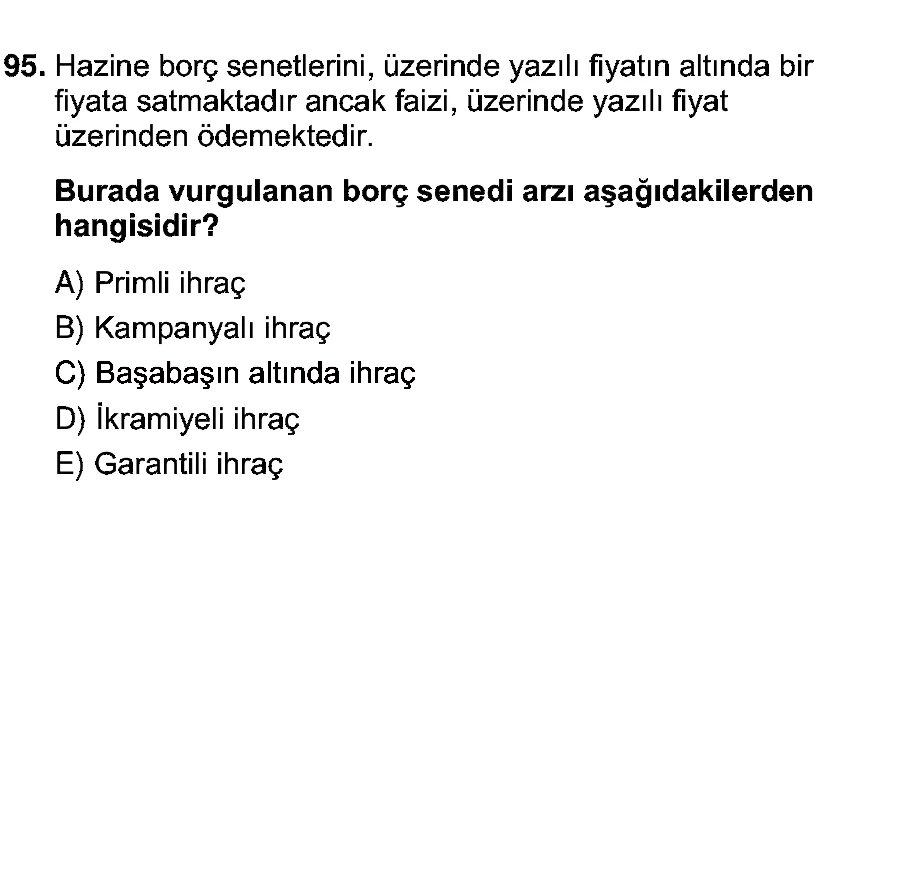 95. Hazine borç senetlerini, üzerinde yazılı fiyatın altında bir
fiyata satmaktadır ancak faizi, üzerinde yazılı fiyat
üzerinden ödemektedir.
Burada vurgulanan borç senedi arzı aşağıdakilerden
hangisidir?
A) Primli ihraç
B) Kampanyalı ihraç
C) Başabaşın altında ihraç
D) İkramiyeli ihraç
E) Garantili ihraç